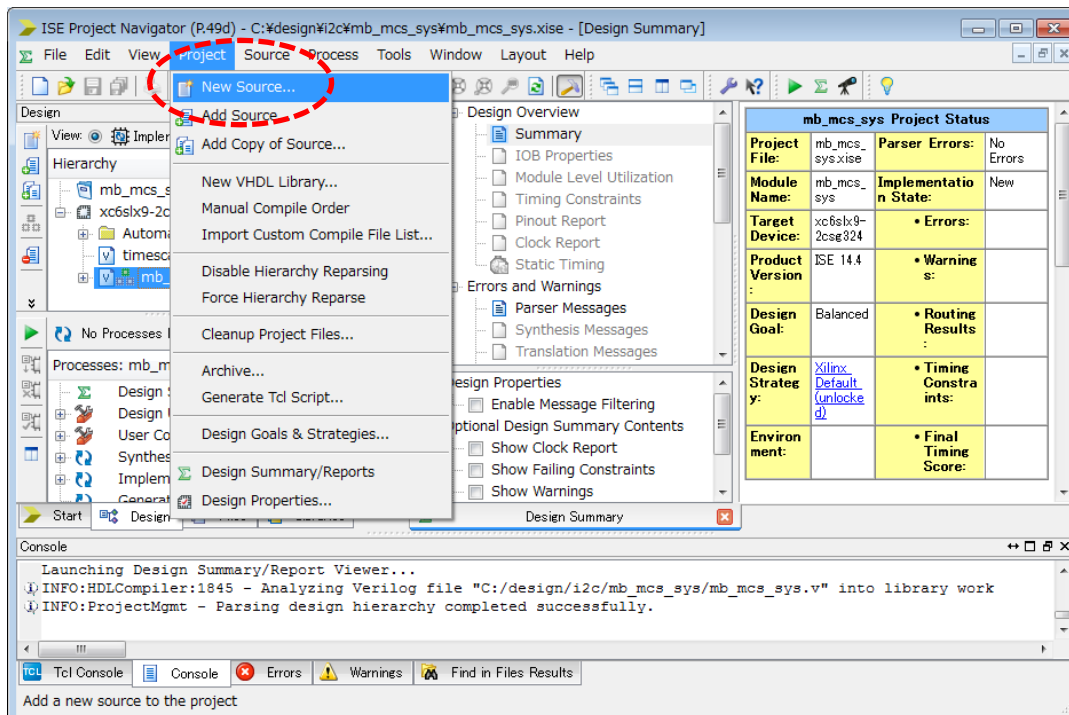 ISE Project Navigator (P.49d) - C:¥design¥i2c¥mb_mcs_sys¥mb_mcs_sys.xise - [Design Summary]
File Edit View Project Source Process Tools Window Layout Help
New Source...
Add Source
Add Copy of Source...
New VHDL Library...
Manual Compile Order
Import Custom Compile File List...
Disable Hierarchy Reparsing
Force Hierarchy Reparse
Cleanup Project Files...
Archive...
Generate Tcl Script...
Design Goals & Strategies...
Design Summary/Reports
Design Properties...
Design
View: Impler
Hierarchy
mb_mcs_s
xc6slx9-2c
Automa
timesca
mb_
No Processes
Processes: mb_m
Design
Design
User Co
Synthes
Implem
Generat
Start Design
Design Overview
Summary
IOB Properties
Module Level Utilization
Timing Constraints
Pinout Report
Clock Report
Static Timing
Errors and Warnings
Parser Messages
Synthesis Messages
Translation Messages
Design Properties
Enable Message Filtering
Optional Design Summary Contents
Show Clock Report
Show Failing Constraints
Show Warnings
Design Summary
mb_mcs_sys Project Status
Project File: mb_mcs_sys.xise Parser Errors: No Errors
Module Name: mb_mcs_sys Implementation State: New
Target Device: xc6slx9-2csg324 • Errors:
Product Version: ISE 14.4 • Warnings:
Design Goal: Balanced • Routing Results:
Design Strategy: Xilinx Default (unlocked) • Timing Constraints:
Environment: • Final Timing Score:
Console
Launching Design Summary/Report Viewer...
INFO:HDLCompiler:1845 - Analyzing Verilog file "C:/design/i2c/mb_mcs_sys/mb_mcs_sys.v" into library work
INFO:ProjectMgmt - Parsing design hierarchy completed successfully.
TCL Tcl Console Console Errors Warnings Find in Files Results
Add a new source to the project